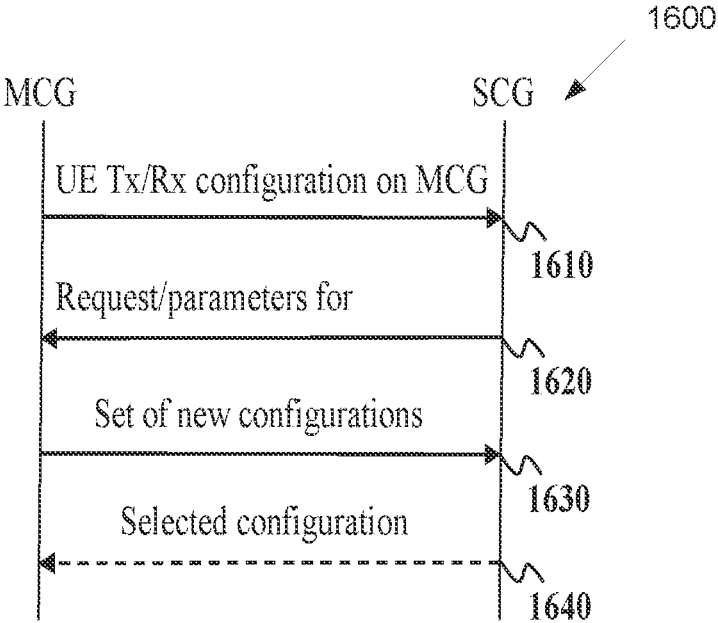 1600
MCG
SCG
UE Tx/Rx configuration on MCG
1610
Request/parameters for
1620
Set of new configurations
1630
Selected configuration
1640